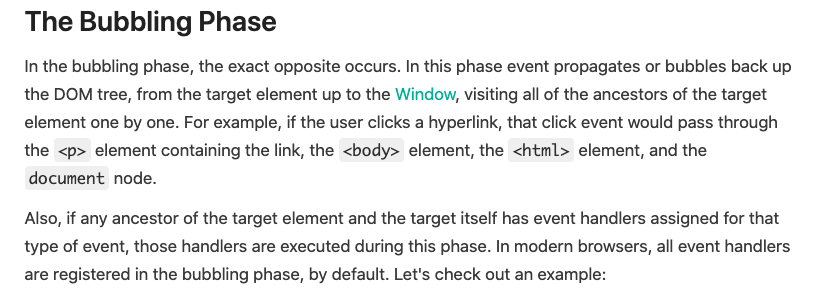 The Bubbling Phase
In the bubbling phase, the exact opposite occurs. In this phase event propagates or bubbles back up
the DOM tree, from the target element up to the Window, visiting all of the ancestors of the target
element one by one. For example, if the user clicks a hyperlink, that click event would pass through
the <p> element containing the link, the <body> element, the <html> element, and the
document node.
Also, if any ancestor of the target element and the target itself has event handlers assigned for that
type of event, those handlers are executed during this phase. In modern browsers, all event handlers
are registered in the bubbling phase, by default. Let's check out an example: